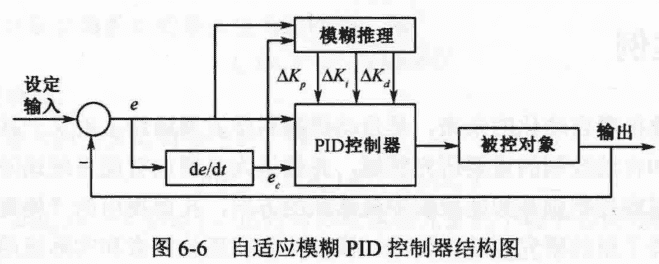 模糊推理
设定
输入
e
ΔKp ΔKi ΔKd
PID控制器
被控对象
输出
de/dt
ec
图 6-6 自适应模糊 PID 控制器结构图